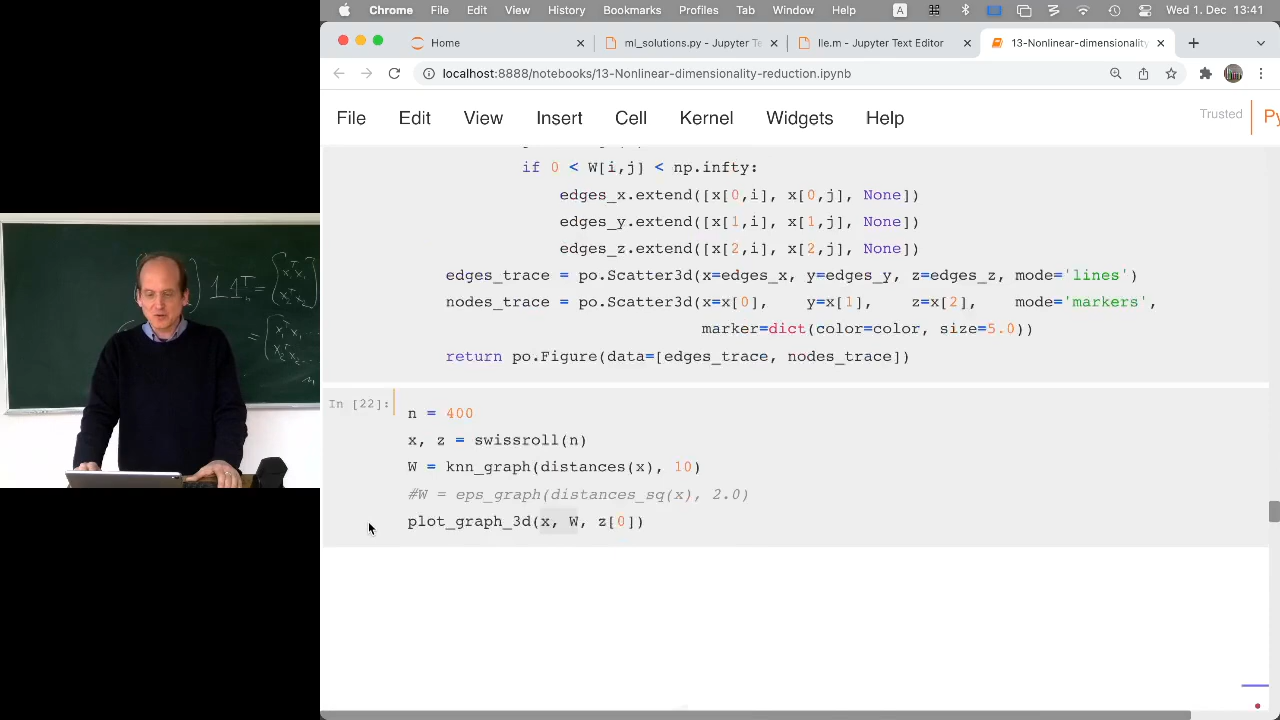 Chrome File Edit View History Bookmarks Profiles Tab Window Help A Wed 1. Dec 13:41
Home ml_solutions.py - Jupyter Te lle.m - Jupyter Text Editor 13-Nonlinear-dimensionality-
localhost:8888/notebooks/13-Nonlinear-dimensionality-reduction.ipynb
File Edit View Insert Cell Kernel Widgets Help Trusted Py
if 0 < W[i,j] < np.infty:
edges_x.extend([x[0,i], x[0,j], None])
edges_y.extend([x[1,i], x[1,j], None])
edges_z.extend([x[2,i], x[2,j], None])
edges_trace = po.Scatter3d(x=edges_x, y=edges_y, z=edges_z, mode='lines')
nodes_trace = po.Scatter3d(x=x[0], y=x[1], z=x[2], mode='markers',
marker=dict(color=color, size=5.0))
return po.Figure(data=[edges_trace, nodes_trace])
In [22]:
n = 400
x, z = swissroll(n)
W = knn_graph(distances(x), 10)
#W = eps_graph(distances_sq(x), 2.0)
plot_graph_3d(x, W, z[0])